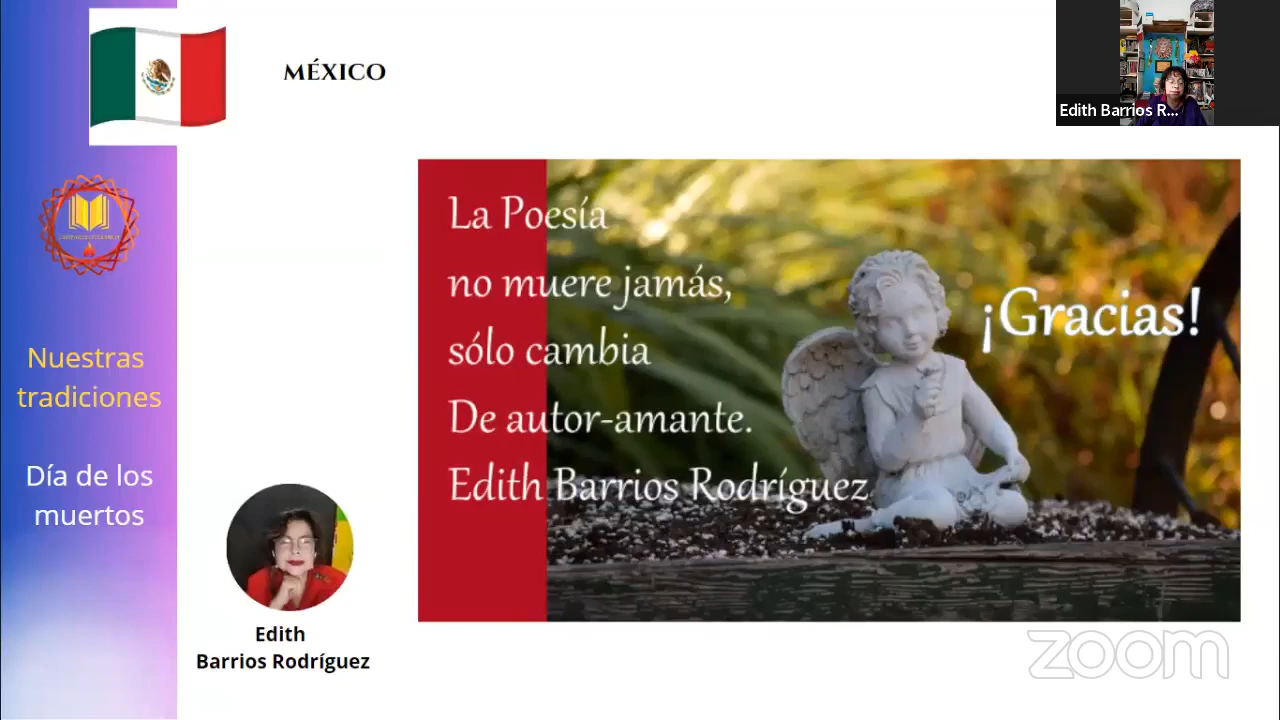 MÉXICO
Edith Barrios R...
La Poesía
no muere jamás,
sólo cambia
De autor-amante.
Edith Barrios Rodríguez
¡Gracias!
Nuestras
tradiciones
Día de los
muertos
Edith
Barrios Rodríguez
zoom